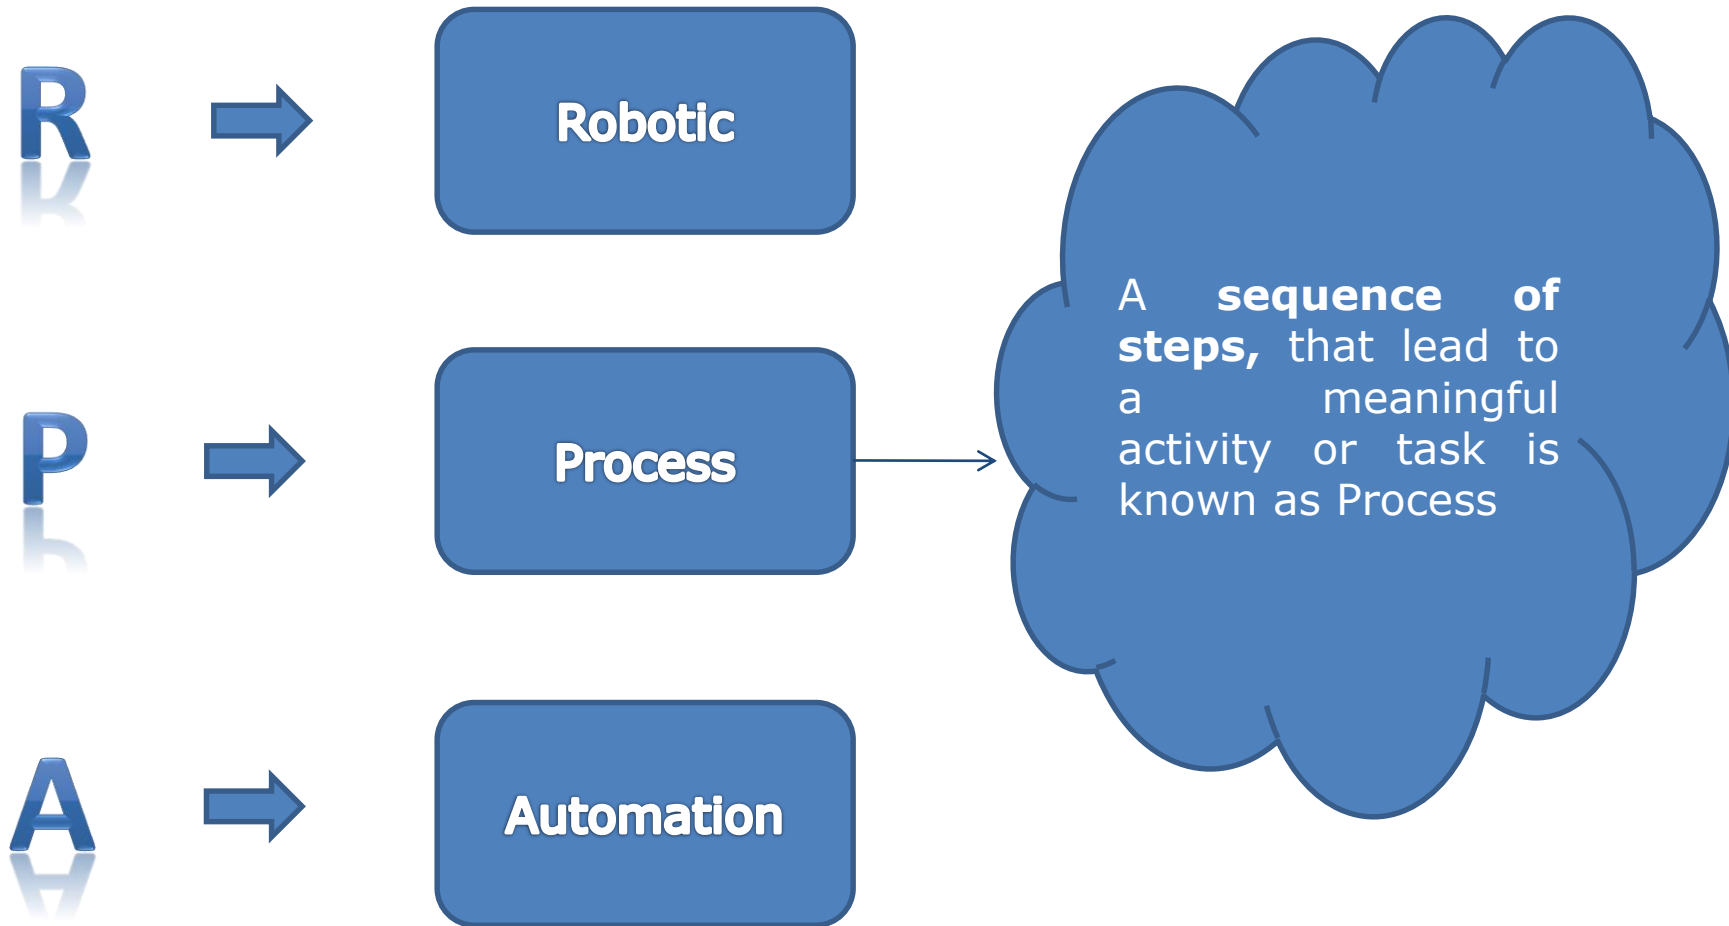 R
Robotic
P
Process
A sequence of
steps, that lead to
a meaningful
activity or task is
known as Process
A
Automation